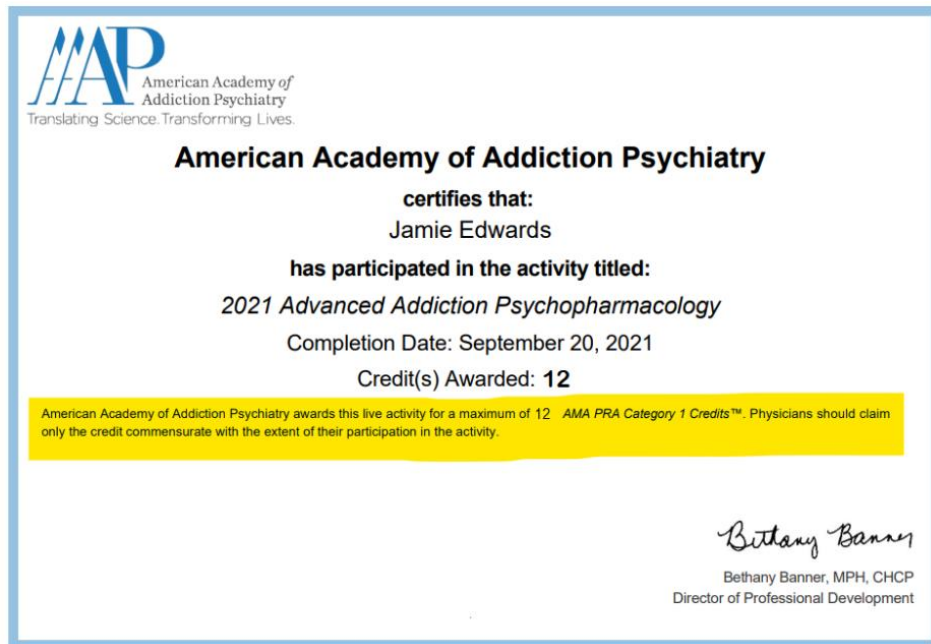 AAAP
American Academy of
Addiction Psychiatry
Translating Science. Transforming Lives.
American Academy of Addiction Psychiatry
certifies that:
Jamie Edwards
has participated in the activity titled:
2021 Advanced Addiction Psychopharmacology
Completion Date: September 20, 2021
Credit(s) Awarded: 12
American Academy of Addiction Psychiatry awards this live activity for a maximum of 12 AMA PRA Category 1 Credits™. Physicians should claim
only the credit commensurate with the extent of their participation in the activity.
Bethany Banner
Bethany Banner, MPH, CHCP
Director of Professional Development